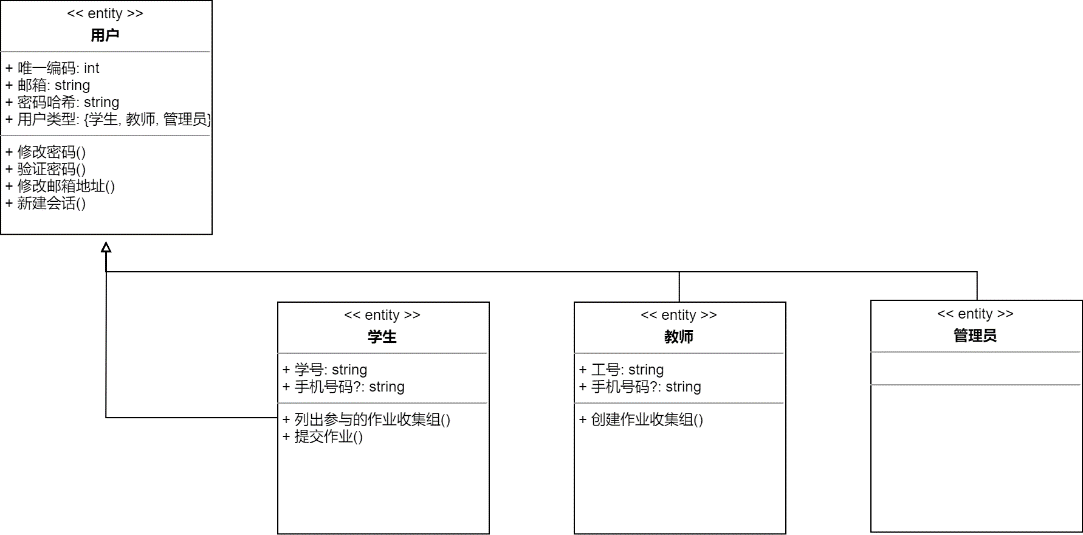 << entity >>
用户
+ 唯一编码: int
+ 邮箱: string
+ 密码哈希: string
+ 用户类型: {学生, 教师, 管理员}
+ 修改密码()
+ 验证密码()
+ 修改邮箱地址()
+ 新建会话()
<< entity >>
学生
+ 学号: string
+ 手机号码?: string
+ 列出参与的作业收集组()
+ 提交作业()
<< entity >>
教师
+ 工号: string
+ 手机号码?: string
+ 创建作业收集组()
<< entity >>
管理员